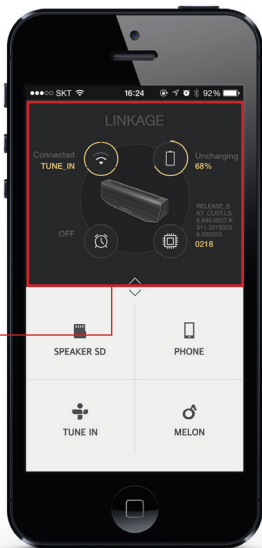 SKT 16:24 92%
LINKAGE
Connected
TUNE_IN
Uncharging
68%
OFF
RELEASE_S
KT_CUST.LS
0218
SPEAKER SD
PHONE
TUNE IN
MELON